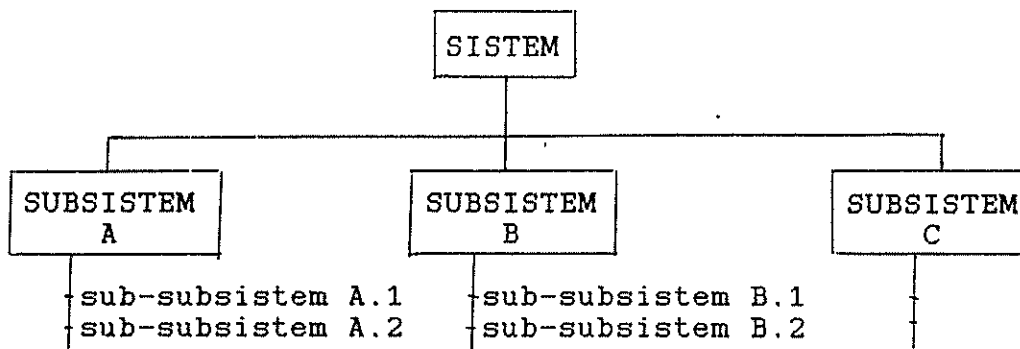 SISTEM
SUBSISTEM
A
SUBSISTEM
B
SUBSISTEM
C
sub-subsistem A.1
sub-subsistem A.2
sub-subsistem B.1
sub-subsistem B.2